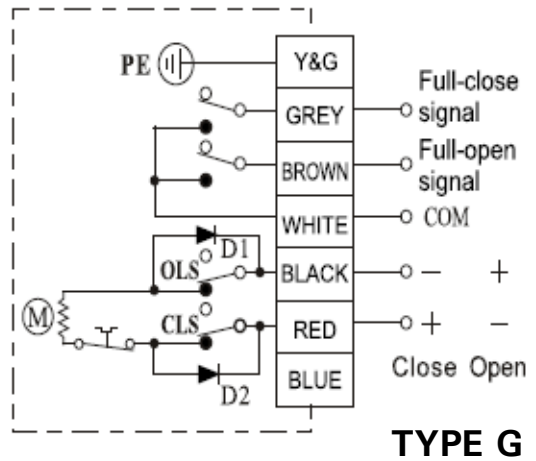 PE
Y&G
GREY
Full-close
signal
BROWN
Full-open
signal
WHITE
COM
D1
OLS
BLACK
− +
M
CLS
RED
+ −
Close Open
D2
BLUE
TYPE G